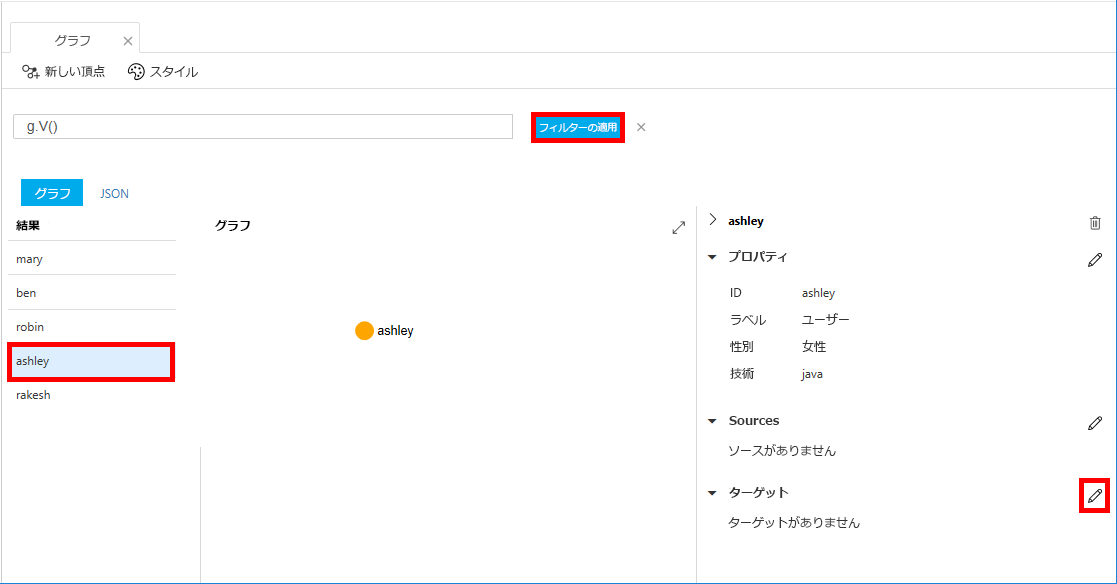 グラフ
新しい頂点 スタイル
g.V()
フィルターの適用
グラフ JSON
結果
mary
ben
robin
ashley
rakesh
グラフ
ashley
ashley
プロパティ
ID ashley
ラベル ユーザー
性別 女性
技術 java
Sources
ソースがありません
ターゲット
ターゲットがありません